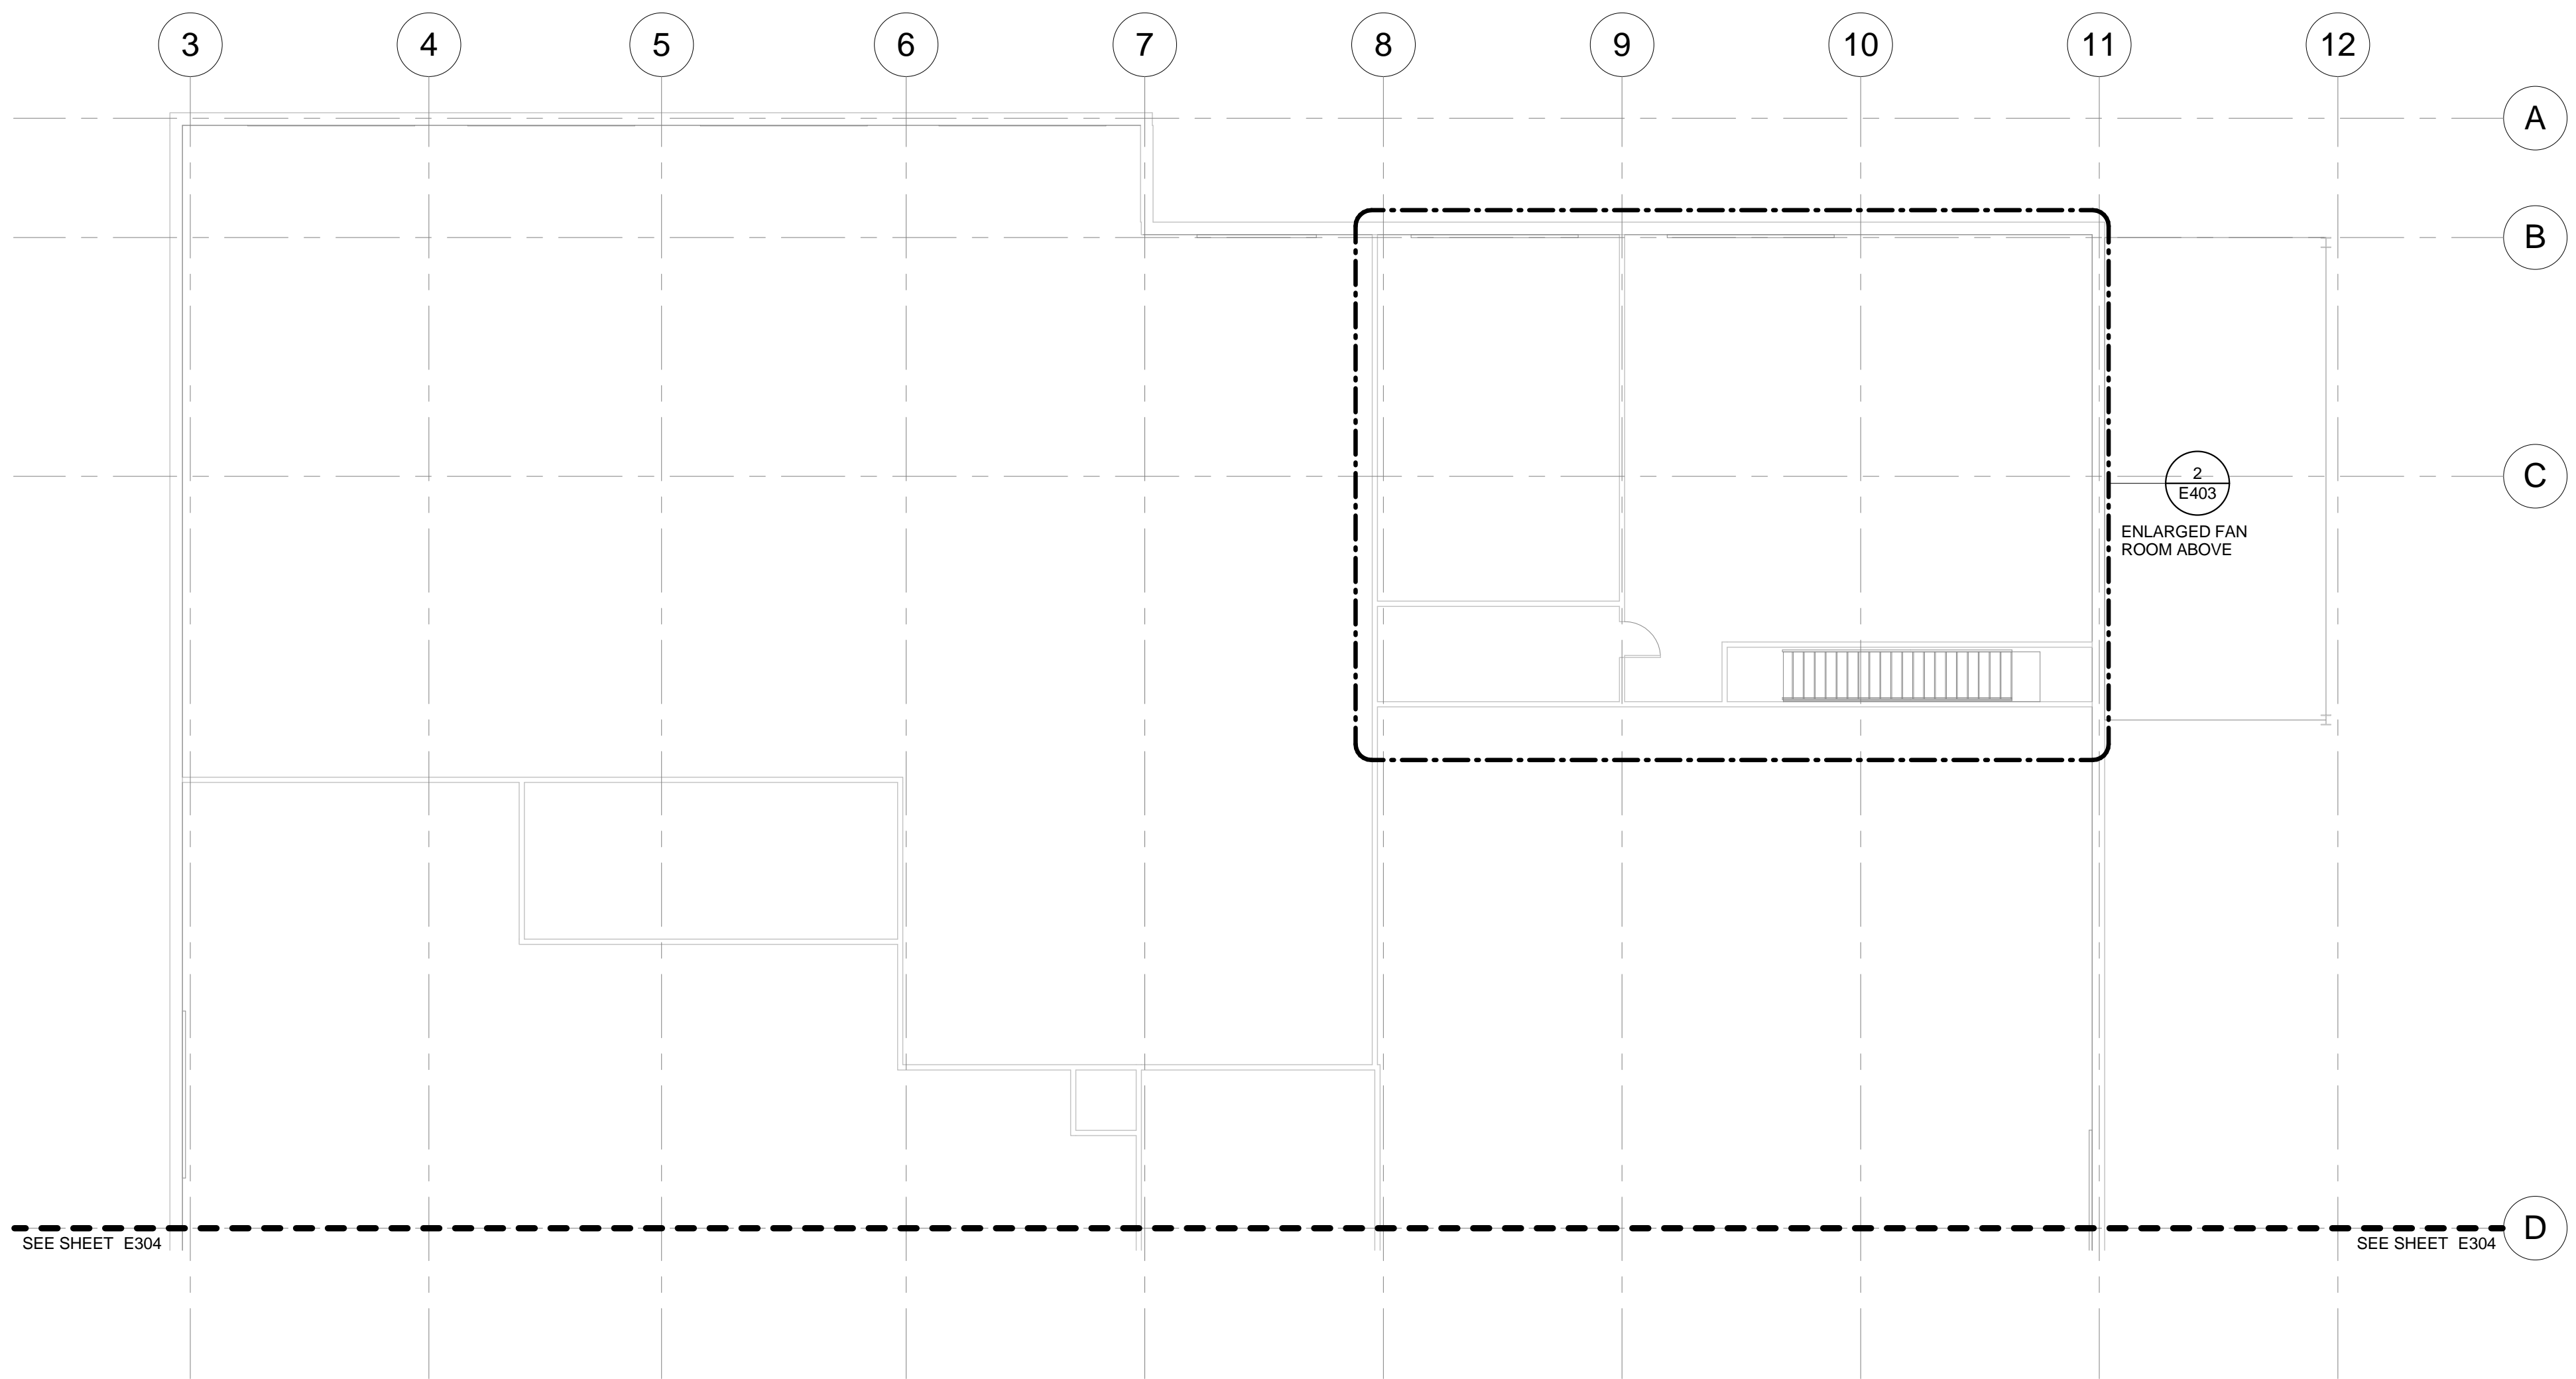 3 4 5 6 7 8 9 10 11 12
A
B
C
2
E403
ENLARGED FAN
ROOM ABOVE
D
SEE SHEET E304
SEE SHEET E304